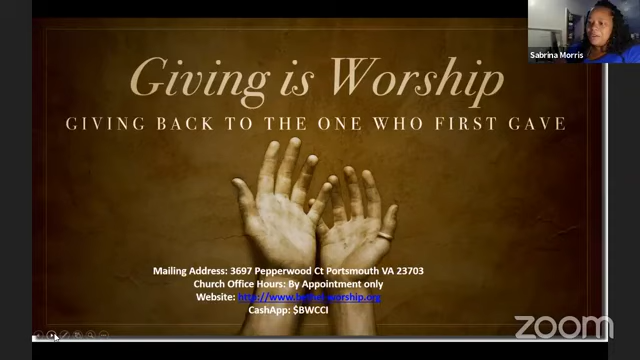 Sabrina Morris
Giving is Worship
GIVING BACK TO THE ONE WHO FIRST GAVE
Mailing Address: 3697 Pepperwood Ct Portsmouth VA 23703
Church Office Hours: By Appointment only
Website:
CashApp: $BWCCI
zoom